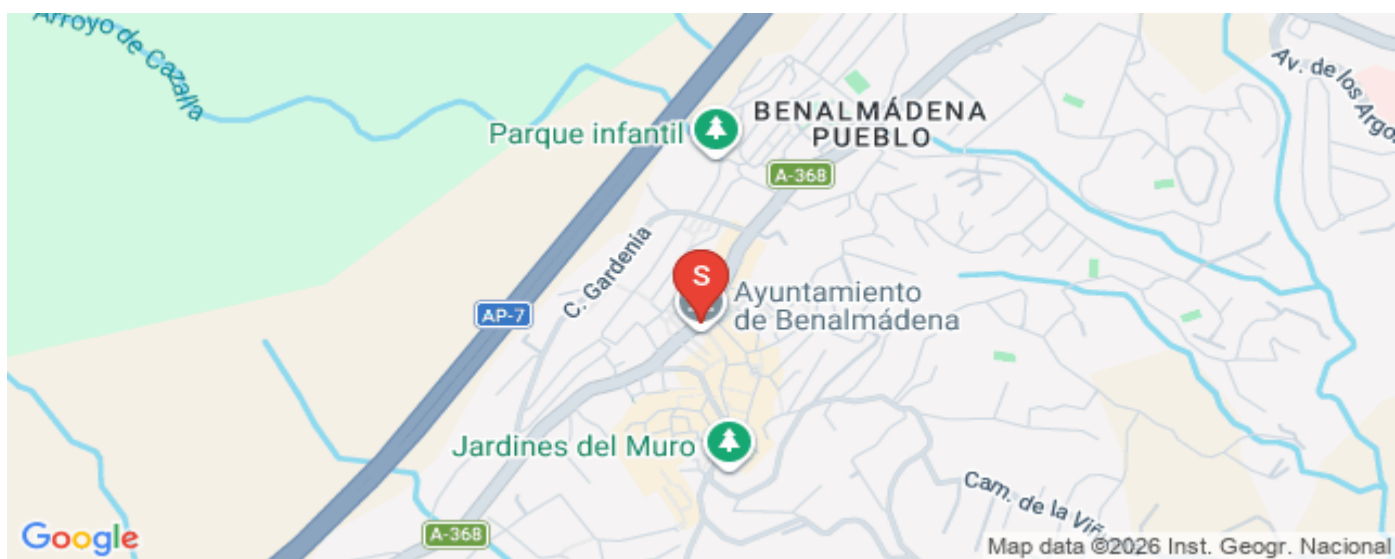 Arroyo de Cazalla
Av. de los Argo
BENALMÁDENA
PUEBLO
Parque infantil
A-368
C. Gardenia
S
AP-7
Ayuntamiento
de Benalmádena
Jardines del Muro
Cam. de la Viñ
A-368
Google
Map data ©2026 Inst. Geogr. Nacional